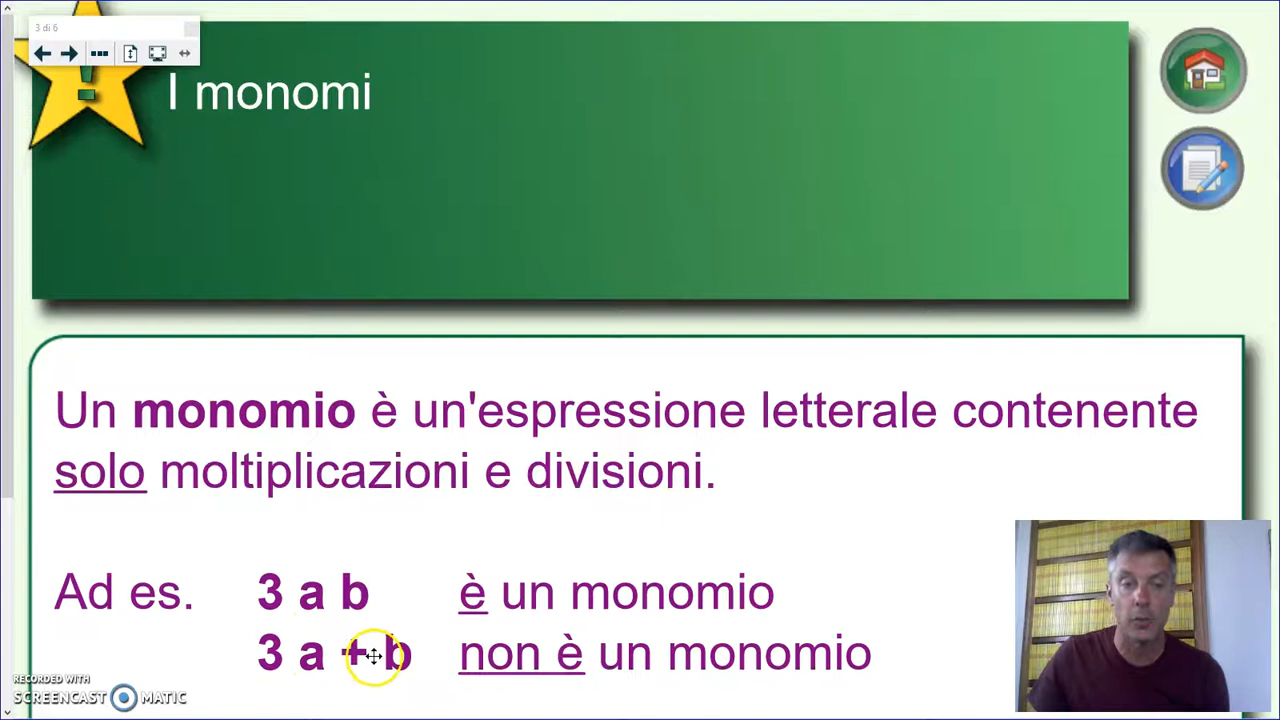 3 di 6
I monomi
Un monomio è un'espressione letterale contenente
solo moltiplicazioni e divisioni.
Ad es. 3 a b è un monomio
3 a + b non è un monomio
RECORDED WITH
SCREENCAST MATIC